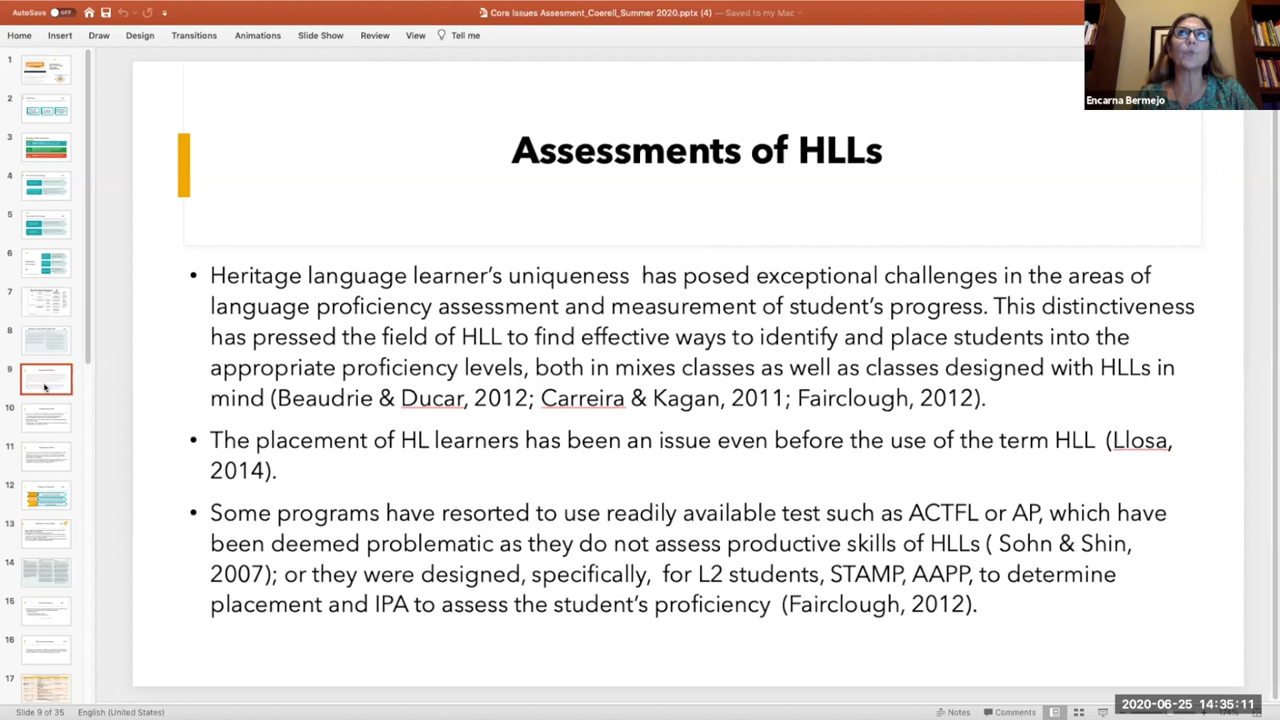 AutoSave OFF
Core Issues Assesment_Coerell_Summer 2020.pptx (4) — Saved to my Mac
Home Insert Draw Design Transitions Animations Slide Show Review View Tell me
Encarna Bermejo
1
2
3
4
5
6
7
8
9
10
11
12
13
14
15
16
17
Assessments of HLLs
• Heritage language learner's uniqueness has posed exceptional challenges in the areas of
language proficiency assessment and measurement of student's progress. This distinctiveness
has pressed the field of HLL to find effective ways to identify and place students into the
appropriate proficiency levels, both in mixes classes as well as classes designed with HLLs in
mind (Beaudrie & Ducar, 2012; Carreira & Kagan, 2011; Fairclough, 2012).
• The placement of HL learners has been an issue even before the use of the term HLL (Llosa,
2014).
• Some programs have resorted to use readily available test such as ACTFL or AP, which have
been deemed problematic as they do not assess productive skills of HLLs ( Sohn & Shin,
2007); or they were designed, specifically, for L2 students, STAMP, AAPP, to determine
placement and IPA to assess the student's proficiency (Fairclough, 2012).
Slide 9 of 35 English (United States) Notes Comments
2020-06-25 14:35:11